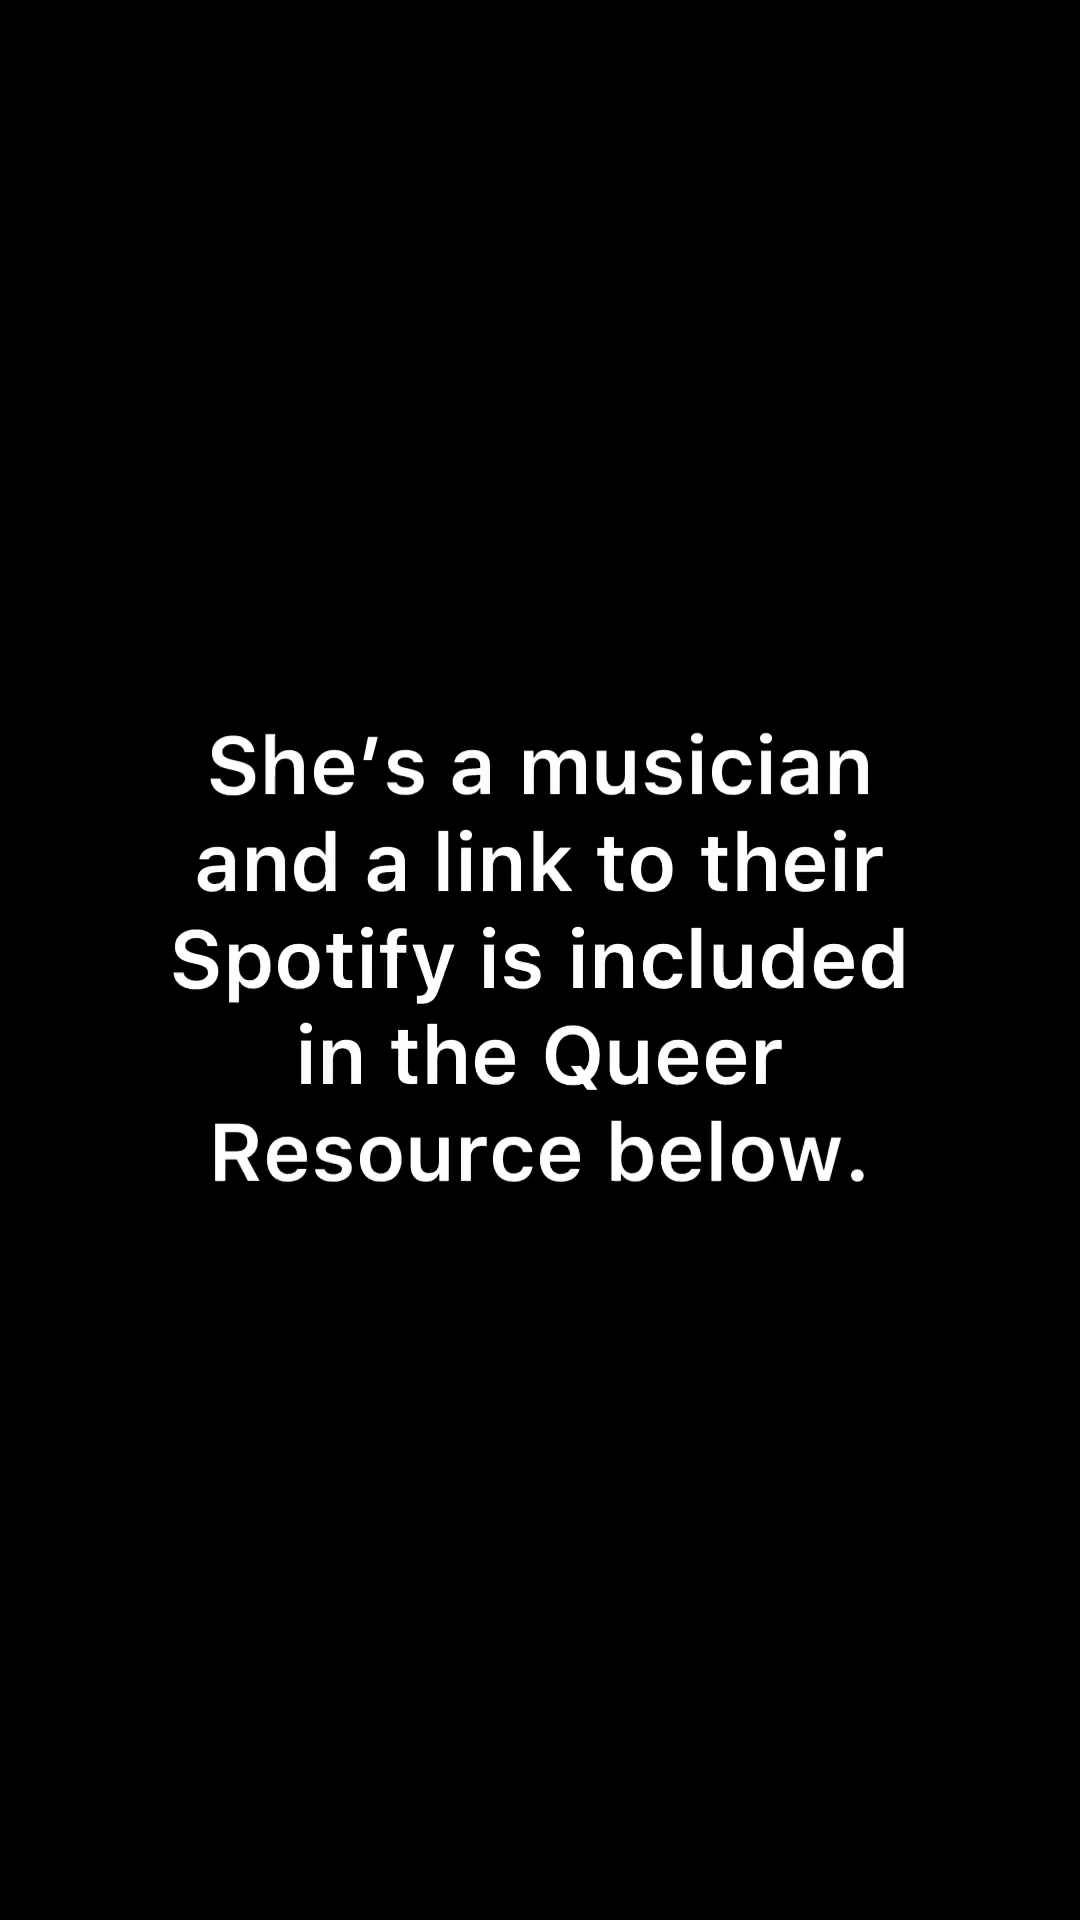 She’s a musician
and a link to their
Spotify is included
in the Queer
Resource below.